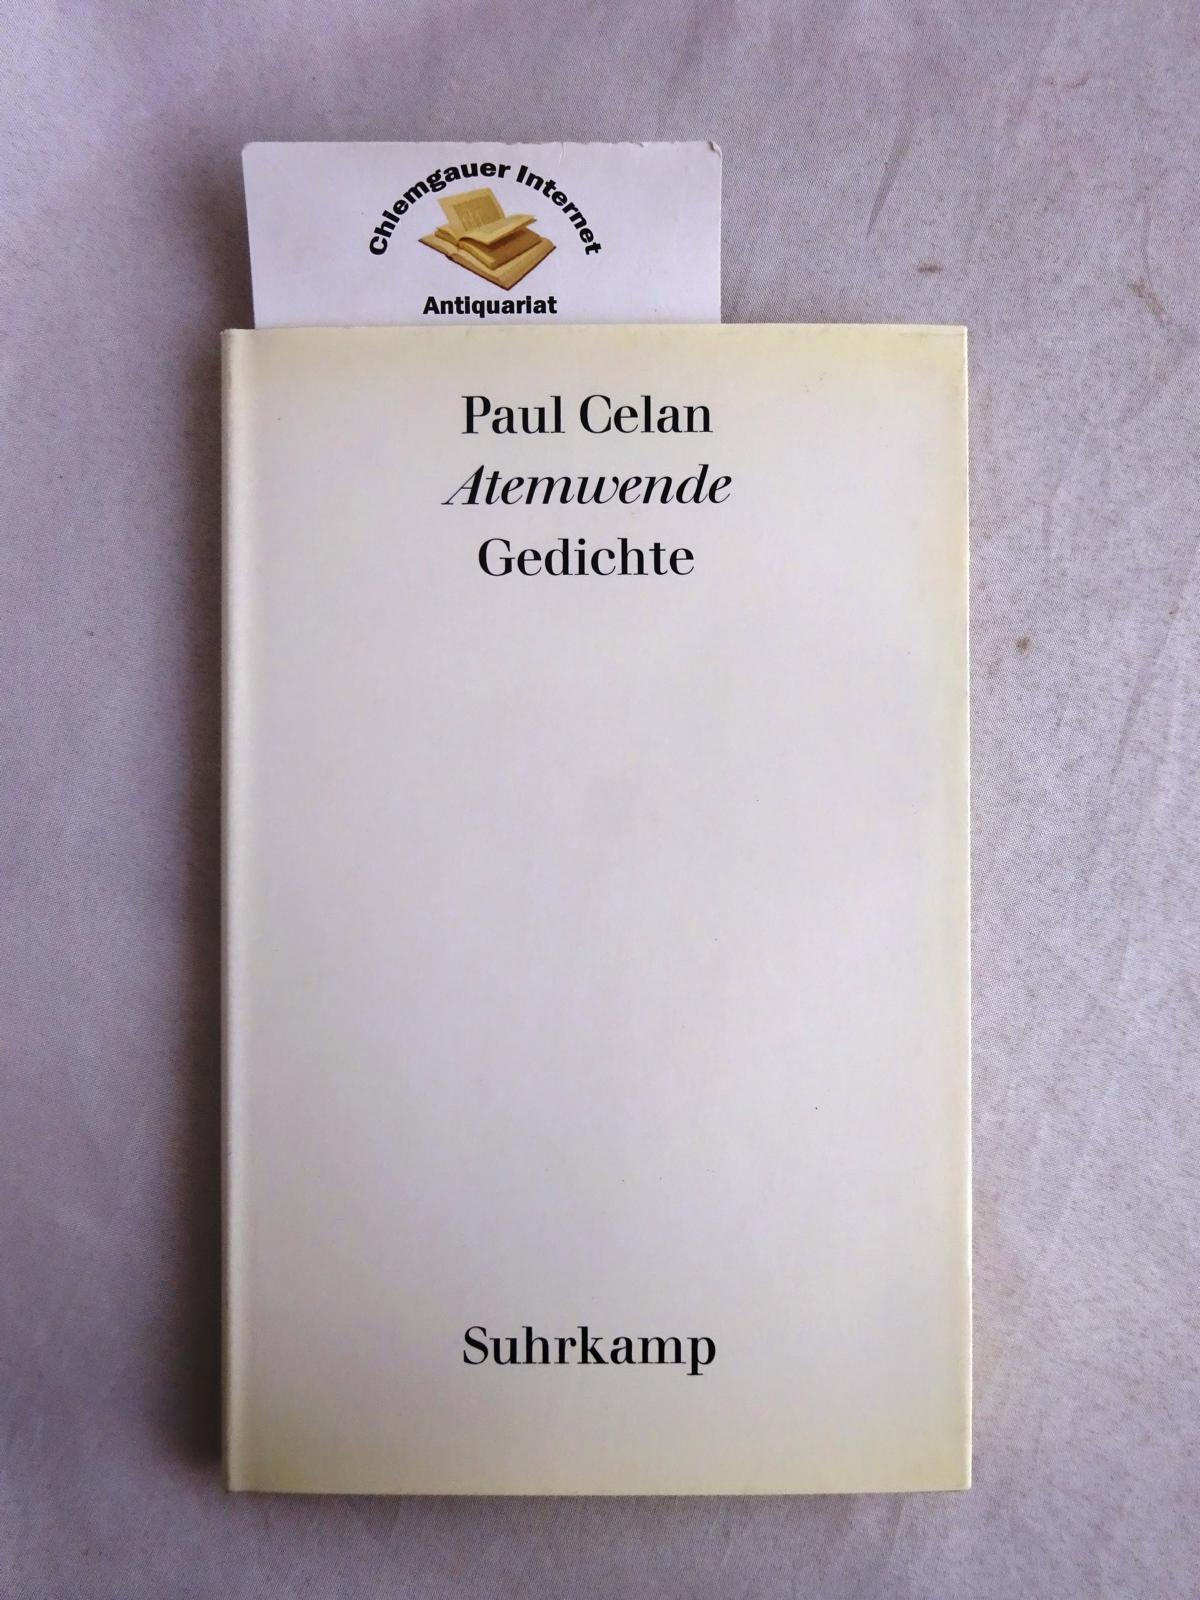 Chiemgauer Internet
Antiquariat
Paul Celan
Atemwende
Gedichte
Suhrkamp